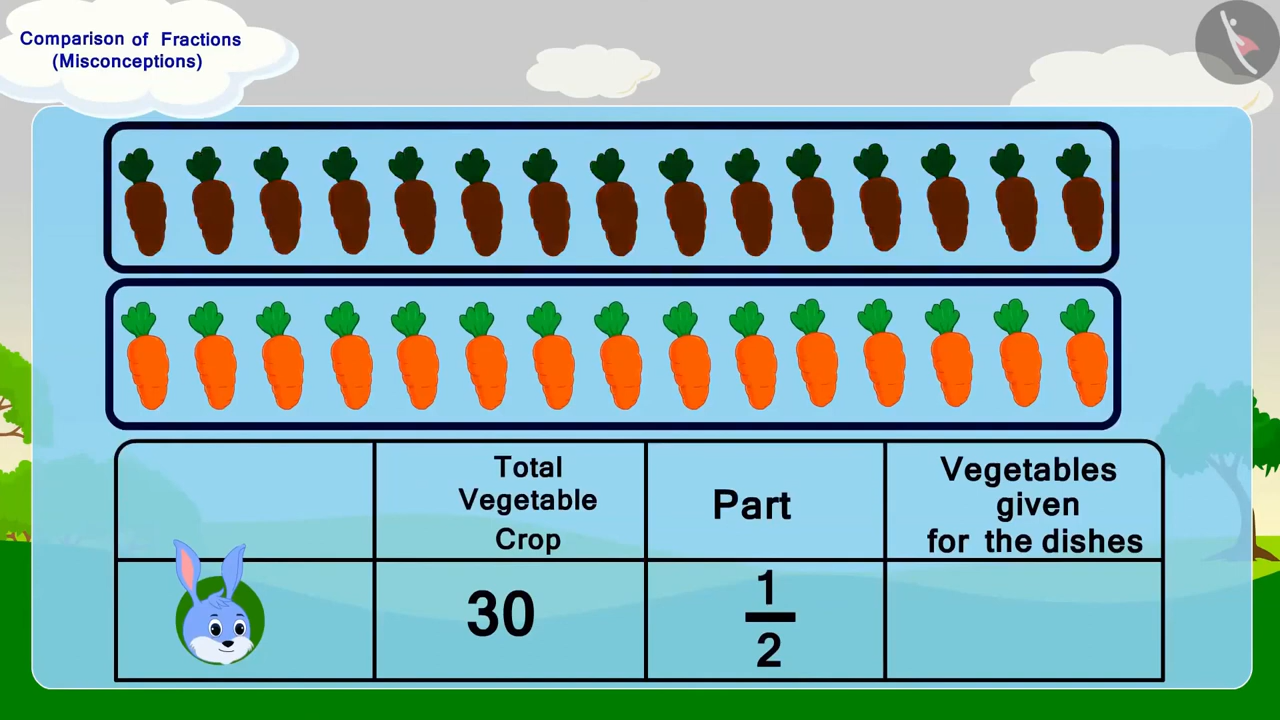 Comparison of Fractions
(Misconceptions)
Total
Vegetable
Crop
Part
Vegetables
given
for the dishes
30
1
2